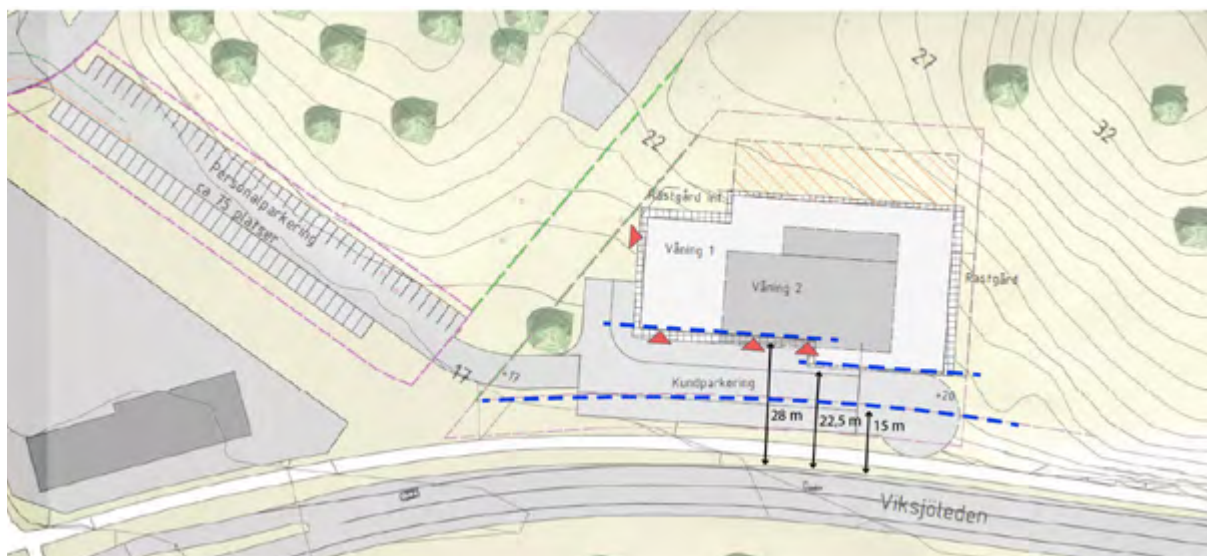 27
32
22
Rastgård int.
Personalparkering
ca 75 platser
Våning 1
Våning 2
Rastgård
17
+17
Kundparkering
+20
28 m
22,5 m
15 m
Viksjöleden